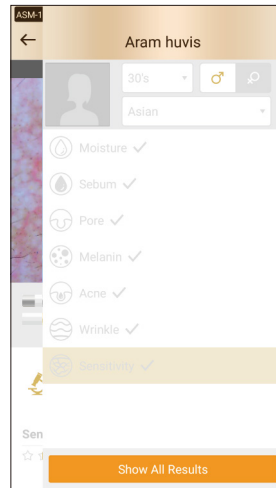 ASM-1
Aram huvis
30's
Asian
Moisture
Sebum
Pore
Melanin
Acne
Wrinkle
Sensitivity
Sen
Show All Results